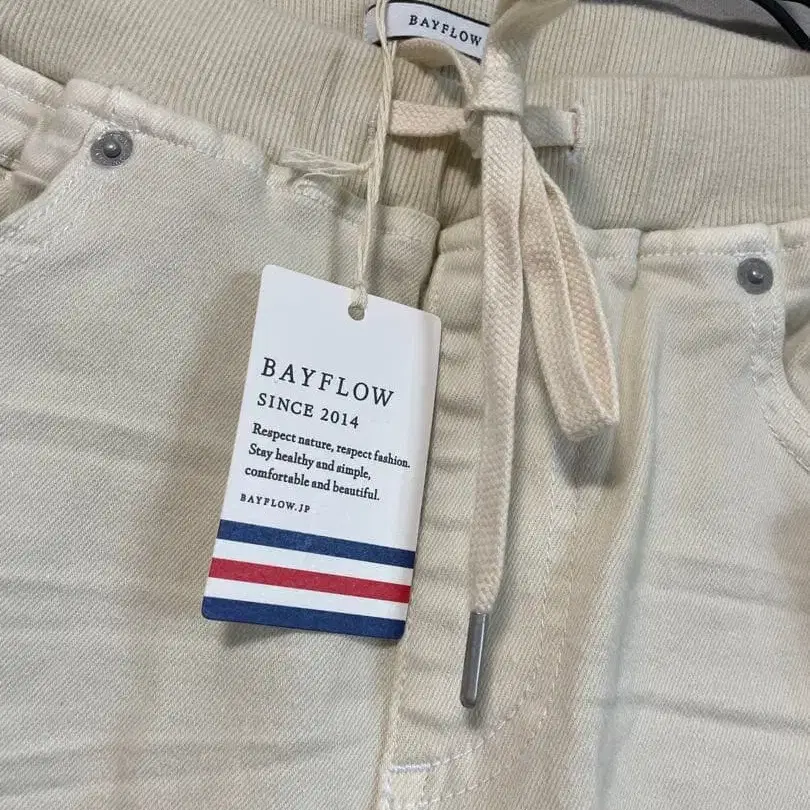 BAYFLOW
BAYFLOW
SINCE 2014
Respect nature, respect fashion.
Stay healthy and simple,
comfortable and beautiful.
BAYFLOW.JP